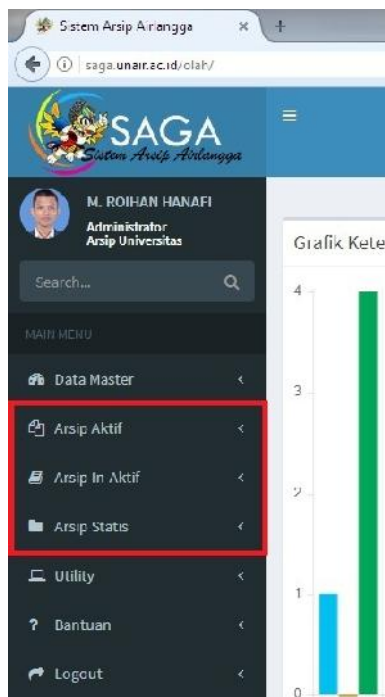 Sistem Arsip Airlangga
saga.unair.ac.id/olah/
SAGA
Sistem Arsip Airlangga
M. ROIHAN HANAFI
Administrator
Arsip Universitas
Search...
MAIN MENU
Data Master
Arsip Aktif
Arsip In Aktif
Arsip Statis
Utility
? Bantuan
Logout
Grafik Kete
4
3
2
1
0